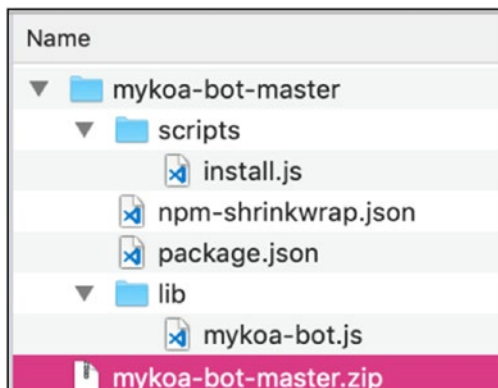 Name
mykoa-bot-master
scripts
install.js
npm-shrinkwrap.json
package.json
lib
mykoa-bot.js
mykoa-bot-master.zip